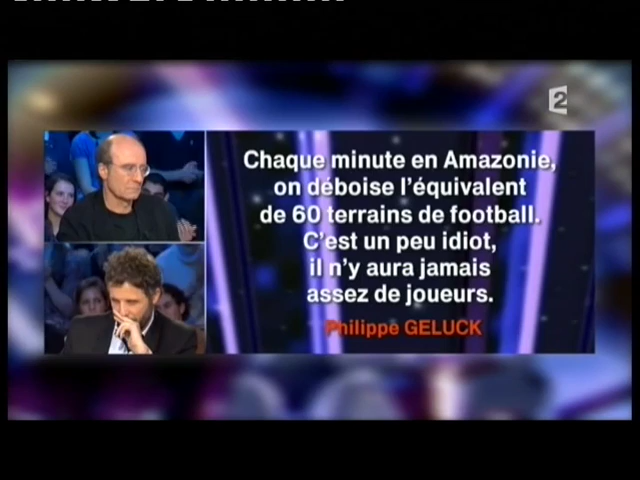 2
Chaque minute en Amazonie,
on déboise l'équivalent
de 60 terrains de football.
C'est un peu idiot,
il n'y aura jamais
assez de joueurs.
Philippe GELUCK